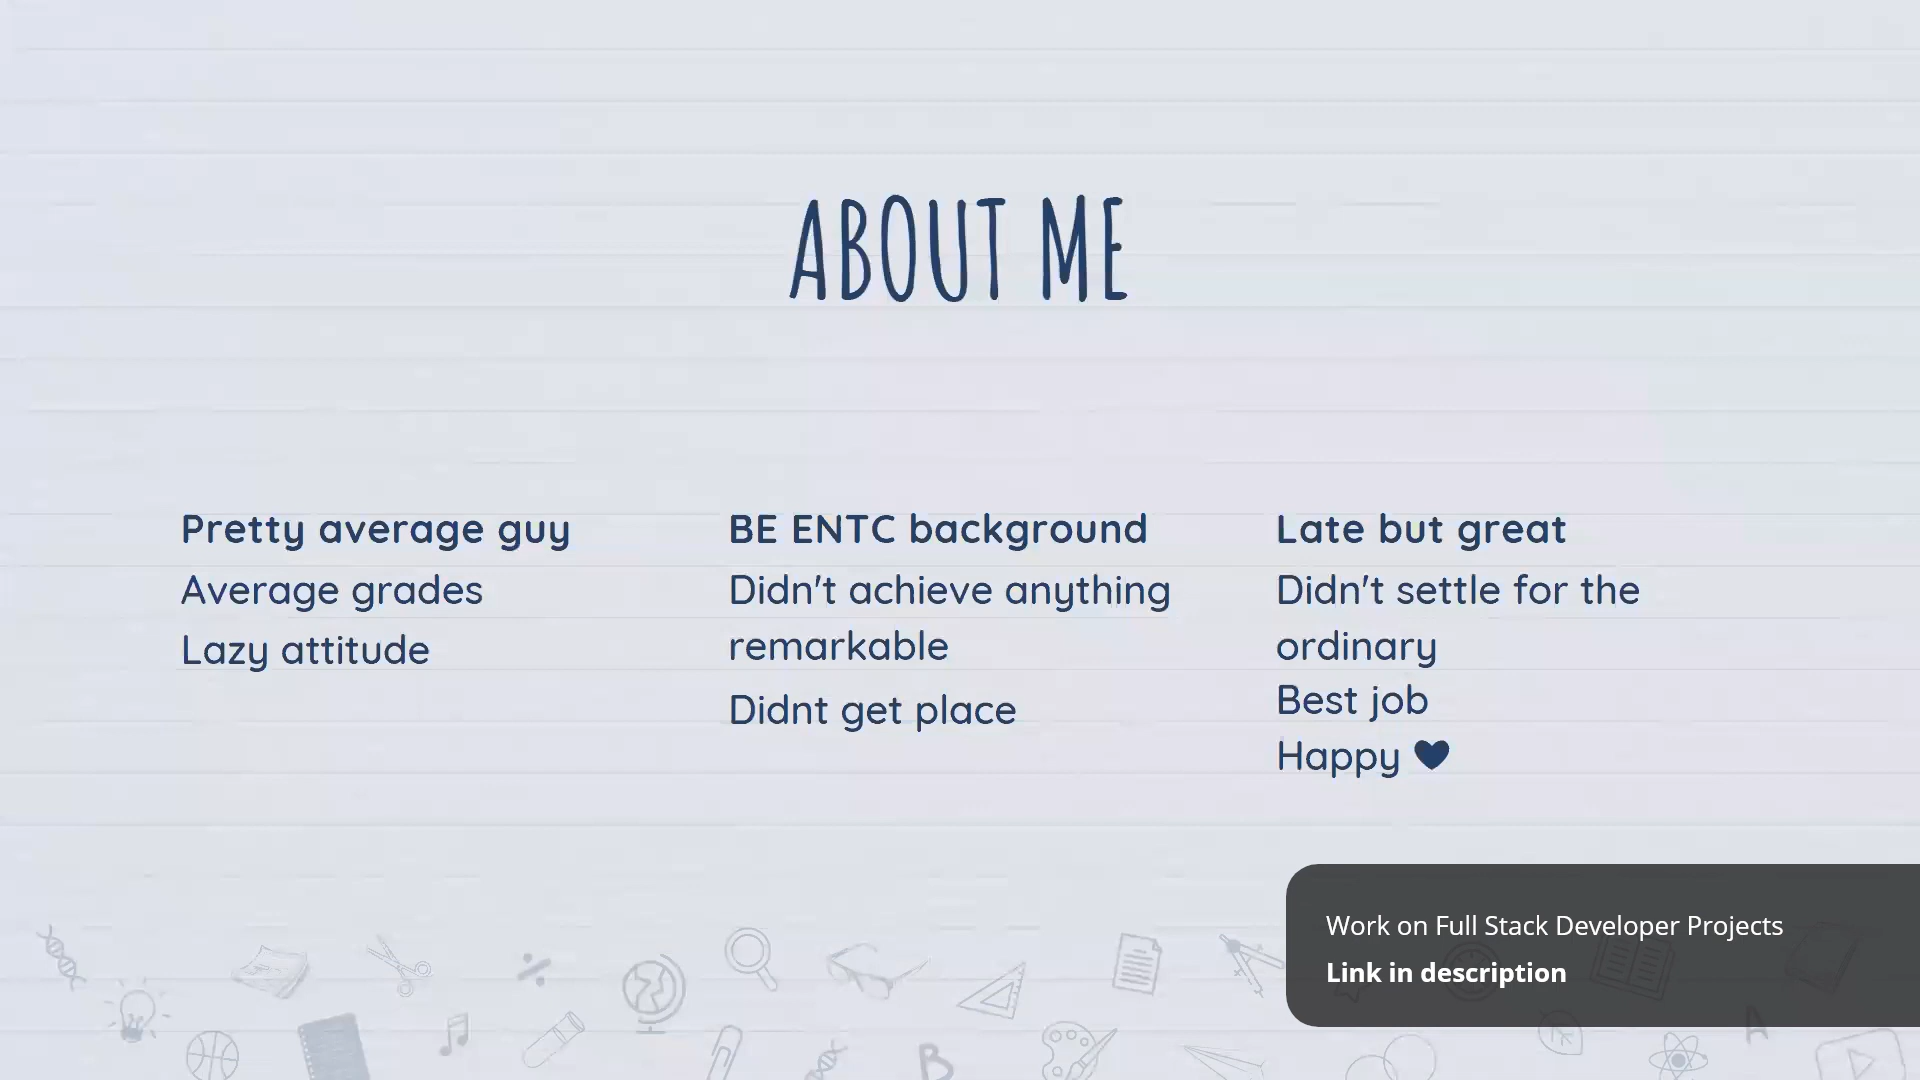 ABOUT ME
Pretty average guy
Average grades
Lazy attitude
BE ENTC background
Didn't achieve anything
remarkable
Didnt get place
Late but great
Didn't settle for the
ordinary
Best job
Happy
Work on Full Stack Developer Projects
Link in description
B
A